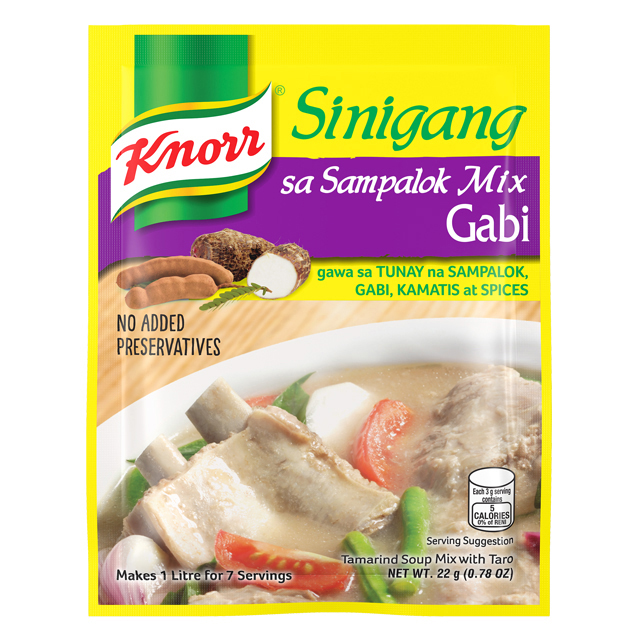 Knorr®
Sinigang
sa Sampalok Mix
Gabi
gawa sa TUNAY na SAMPALOK,
GABI, KAMATIS at SPICES
NO ADDED
PRESERVATIVES
Each 3 g serving
contains
5
CALORIES
0% of RENI
Serving Suggestion
Tamarind Soup Mix with Taro
Makes 1 Litre for 7 Servings
NET WT. 22 g (0.78 OZ)